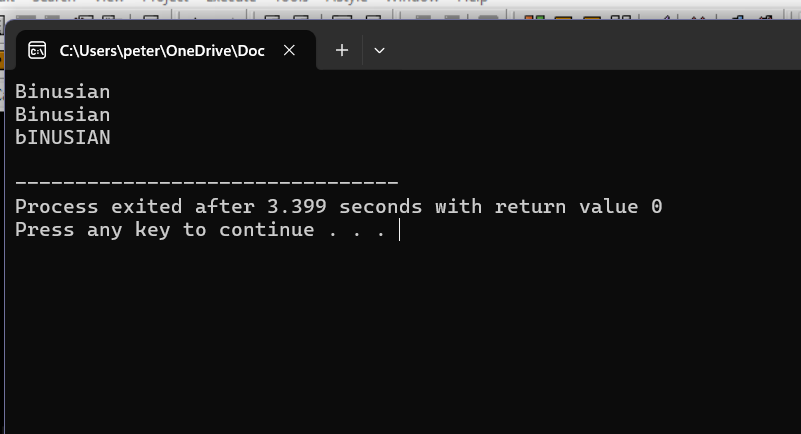 C:\Users\peter\OneDrive\Doc
Binusian
Binusian
bINUSIAN
--------------------------------
Process exited after 3.399 seconds with return value 0
Press any key to continue . . .